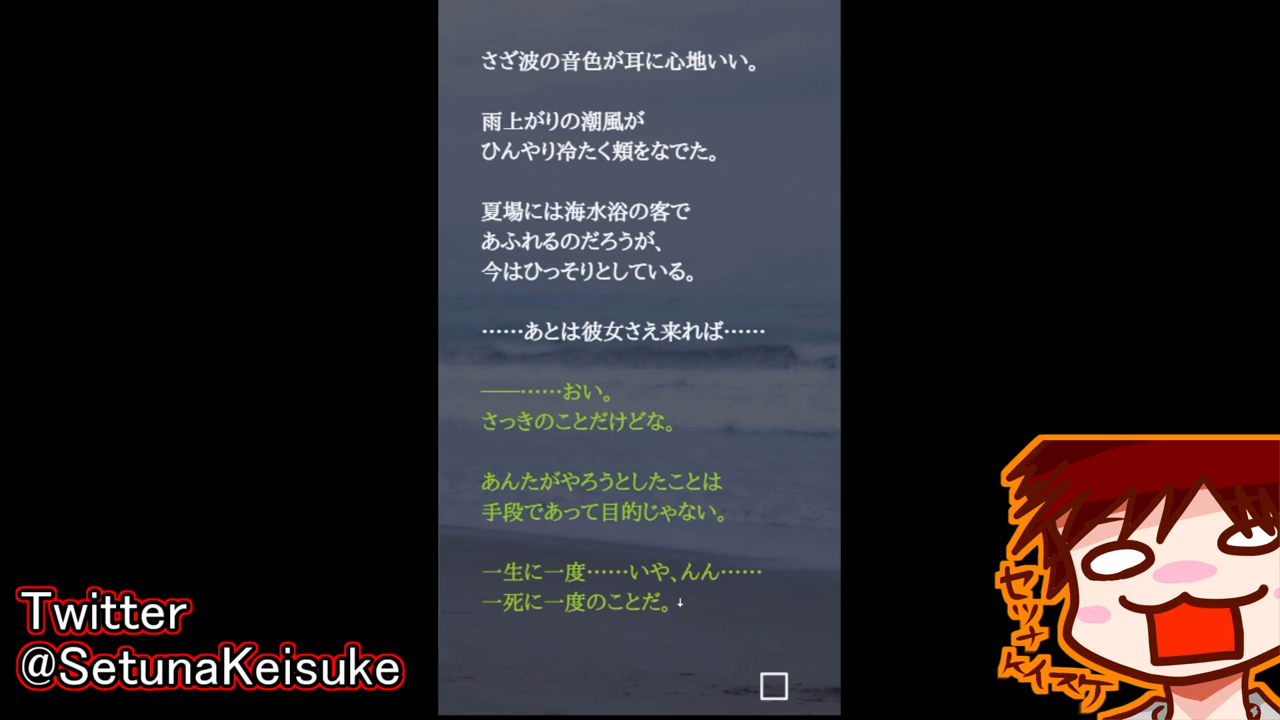 さざ波の音色が耳に心地いい。
雨上がりの潮風が
ひんやり冷たく頬をなでた。
夏場には海水浴の客で
あふれるのだろうが、
今はひっそりとしている。
……あとは彼女さえ来れば……
――……おい。
さっきのことだけどな。
あんたがやろうとしたことは
手段であって目的じゃない。
一生に一度……いや、んん……
一死に一度のことだ。↓
Twitter
@SetunaKeisuke
セツナ
ケイスケ